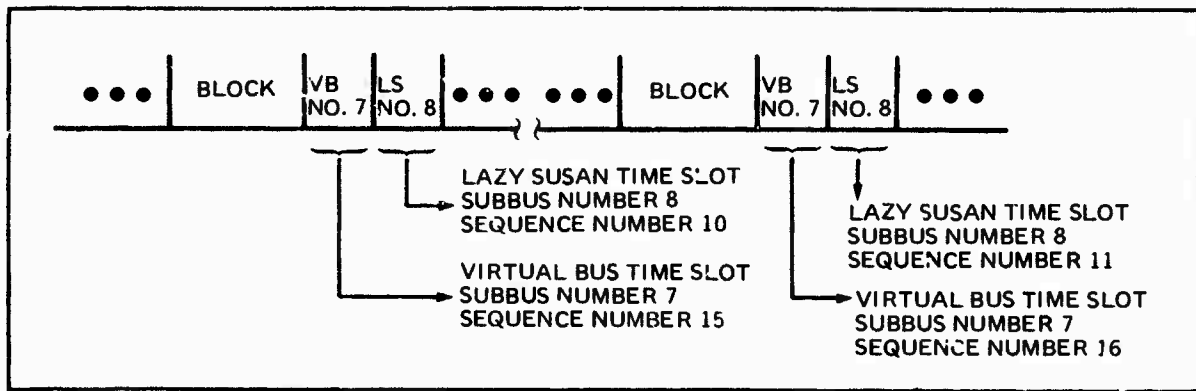 ● ● ● BLOCK VB NO. 7 LS NO. 8 ● ● ● ● ● ● BLOCK VB NO. 7 LS NO. 8 ● ● ●
LAZY SUSAN TIME SLOT
SUBBUS NUMBER 8
SEQUENCE NUMBER 10
VIRTUAL BUS TIME SLOT
SUBBUS NUMBER 7
SEQUENCE NUMBER 15
LAZY SUSAN TIME SLOT
SUBBUS NUMBER 8
SEQUENCE NUMBER 11
VIRTUAL BUS TIME SLOT
SUBBUS NUMBER 7
SEQUENCE NUMBER 16